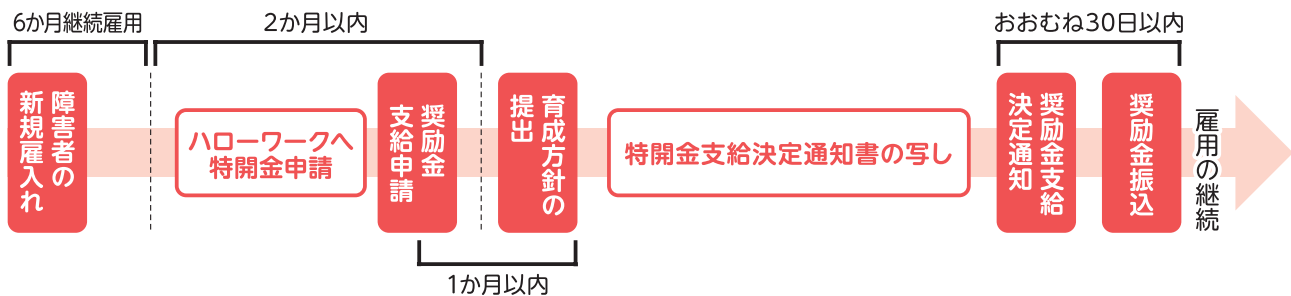 6か月継続雇用
2か月以内
おおむね30日以内
障害者の
新規雇入れ
ハローワークへ
特開金申請
奨励金
支給申請
育成方針の
提出
特開金支給決定通知書の写し
奨励金支給
決定通知
奨励金振込
雇用の継続
1か月以内